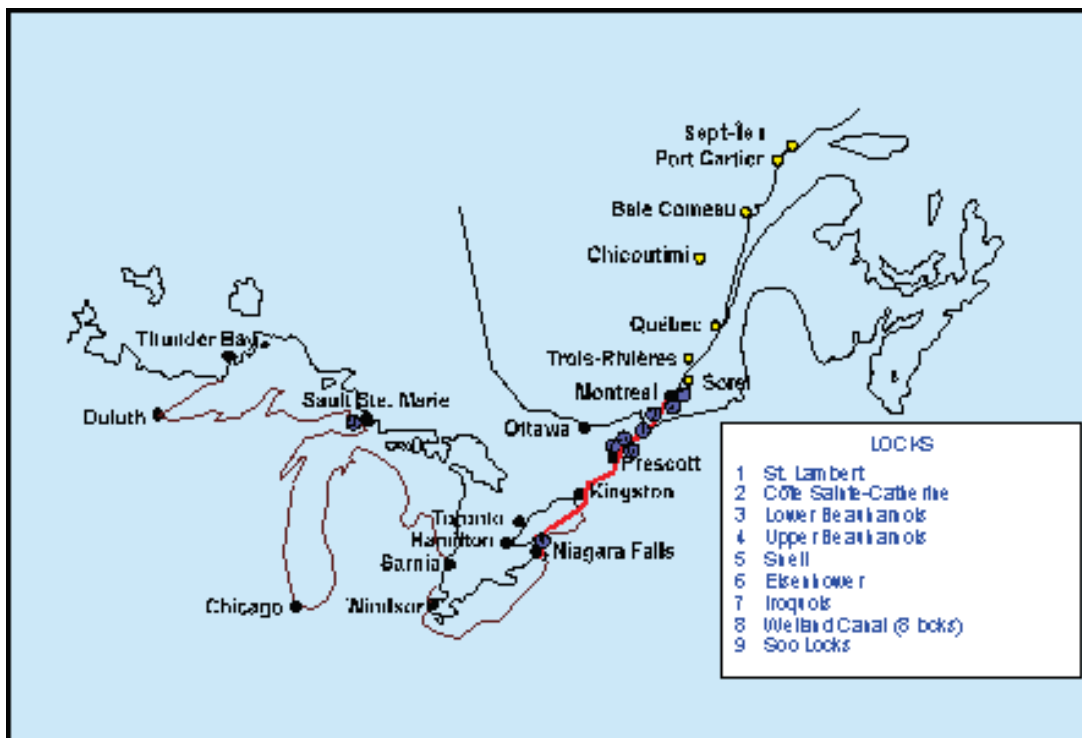 Sept-Îles
Port Cartier
Baie Comeau
Chicoutimi
Québec
Thunder Bay
Trois-Rivières
Montreal
Sorel
Sault Ste. Marie
Duluth
Ottawa
Prescott
Kingston
Toronto
Hamilton
Niagara Falls
Sarnia
Chicago
Windsor
LOCKS
1 St. Lambert
2 Côte Sainte-Catherine
3 Lower Beauharnois
4 Upper Beauharnois
5 Snell
6 Eisenhower
7 Iroquois
8 Welland Canal (8 locks)
9 Soo Locks